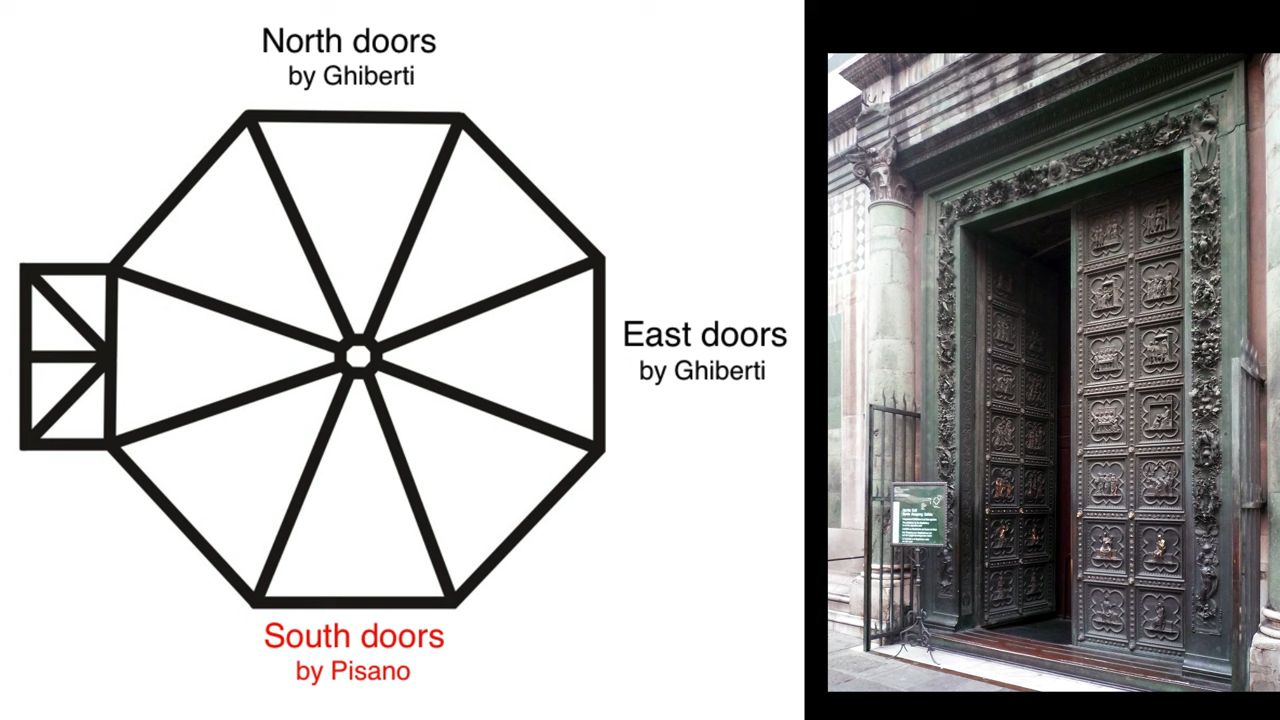 North doors
by Ghiberti
East doors
by Ghiberti
South doors
by Pisano